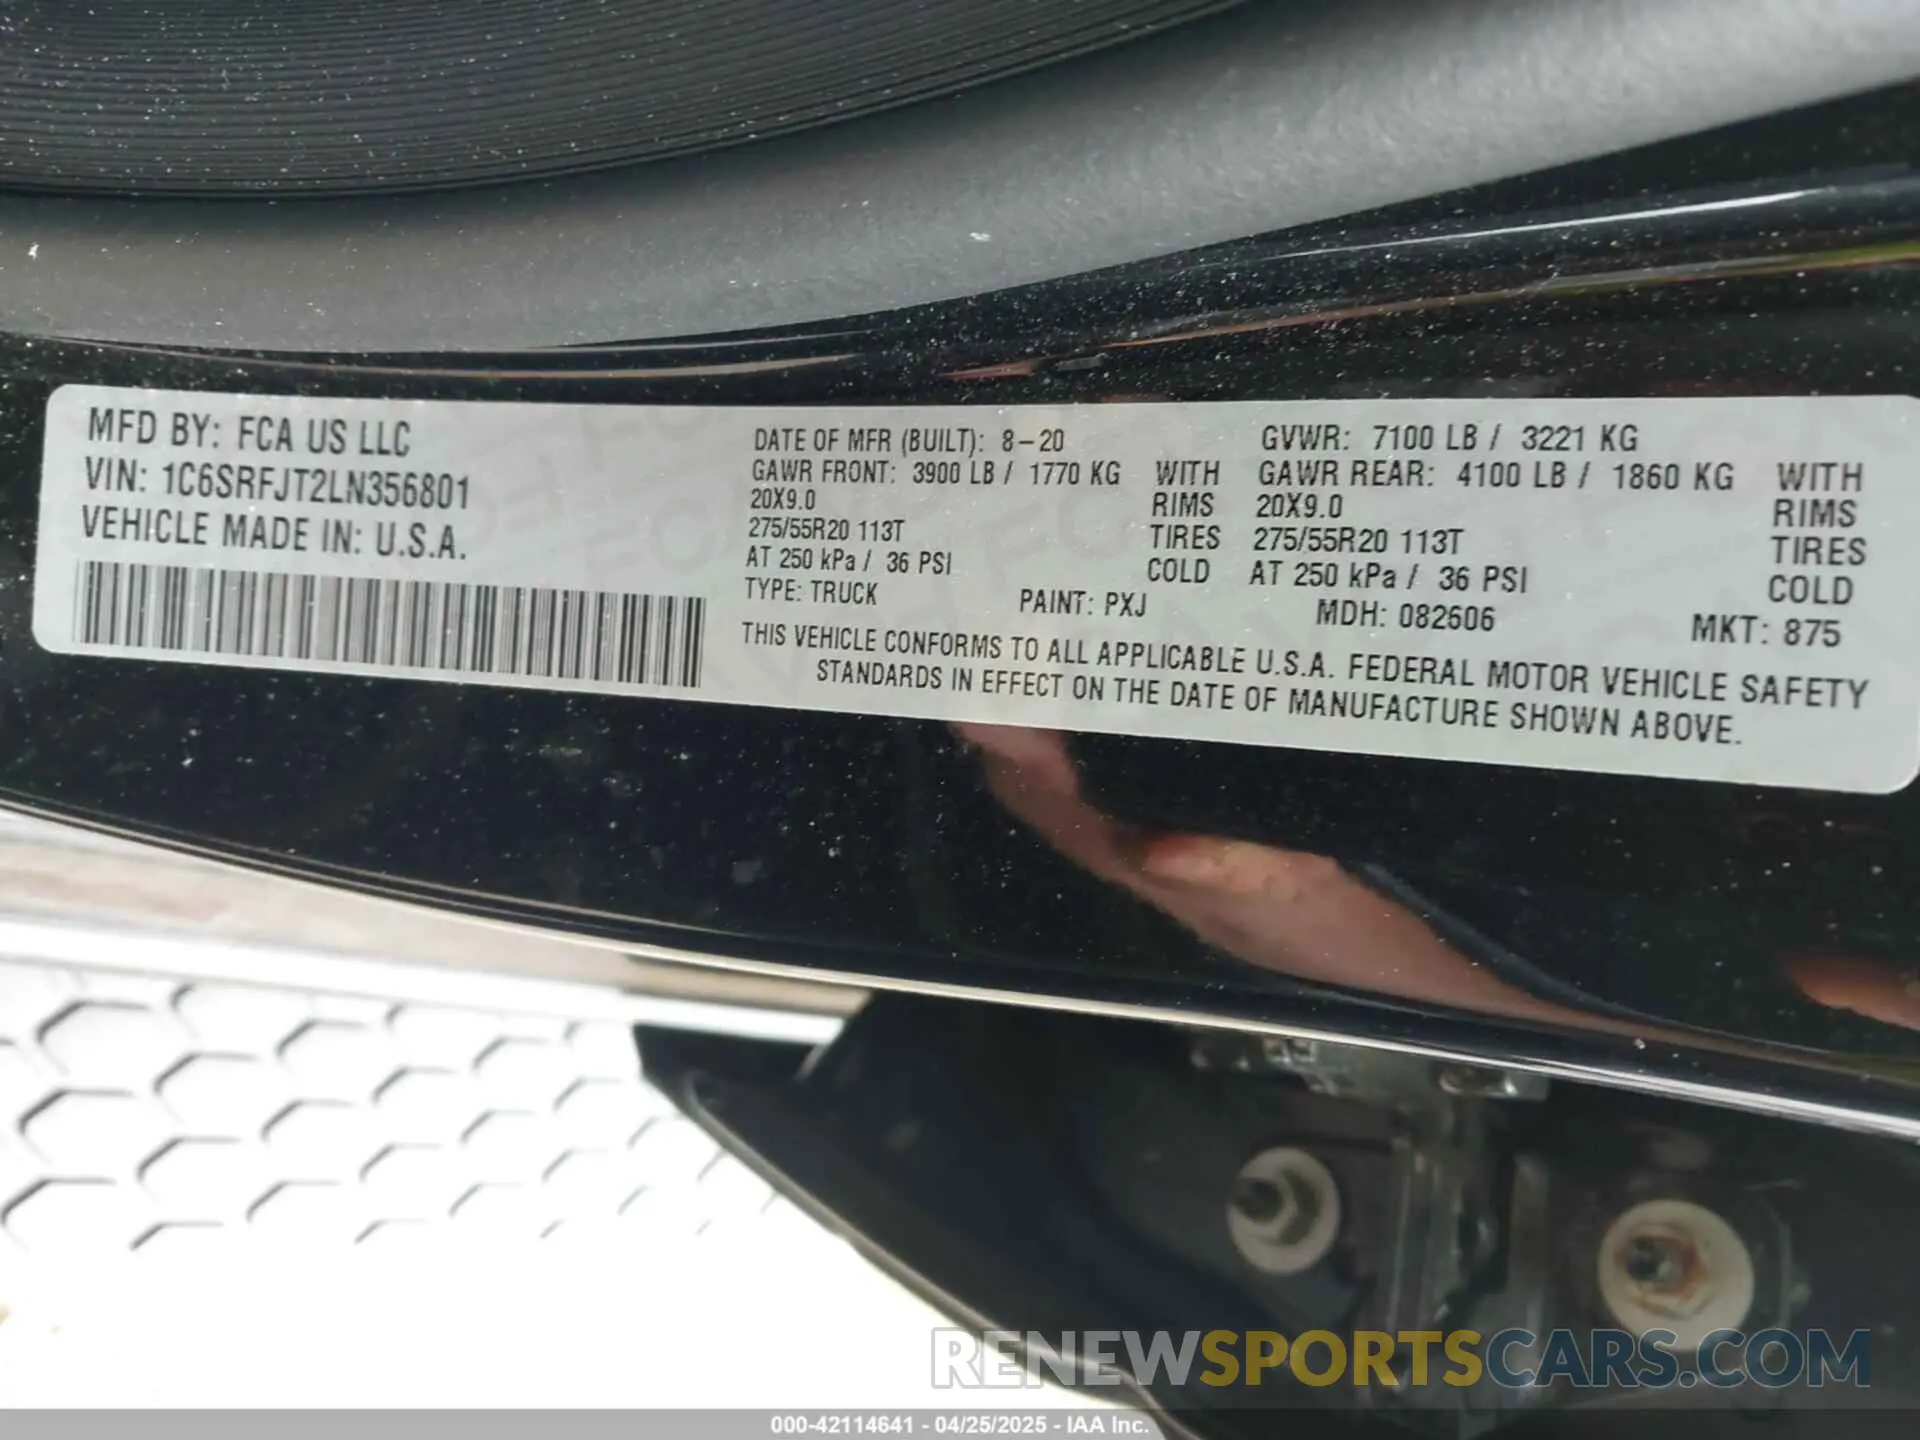 MFD BY: FCA US LLC
VIN: 1C6SRFJT2LN356801
VEHICLE MADE IN: U.S.A.
DATE OF MFR (BUILT): 8-20 GVWR: 7100 LB / 3221 KG
GAWR FRONT: 3900 LB / 1770 KG WITH GAWR REAR: 4100 LB / 1860 KG WITH
20X9.0 RIMS 20X9.0 RIMS
275/55R20 113T TIRES 275/55R20 113T TIRES
AT 250 kPa / 36 PSI COLD AT 250 kPa / 36 PSI COLD
TYPE: TRUCK PAINT: PXJ MDH: 082606 MKT: 875
THIS VEHICLE CONFORMS TO ALL APPLICABLE U.S.A. FEDERAL MOTOR VEHICLE SAFETY
STANDARDS IN EFFECT ON THE DATE OF MANUFACTURE SHOWN ABOVE.
RENEWSPORTSCARS.COM
000-42114641 - 04/25/2025 - IAA Inc.